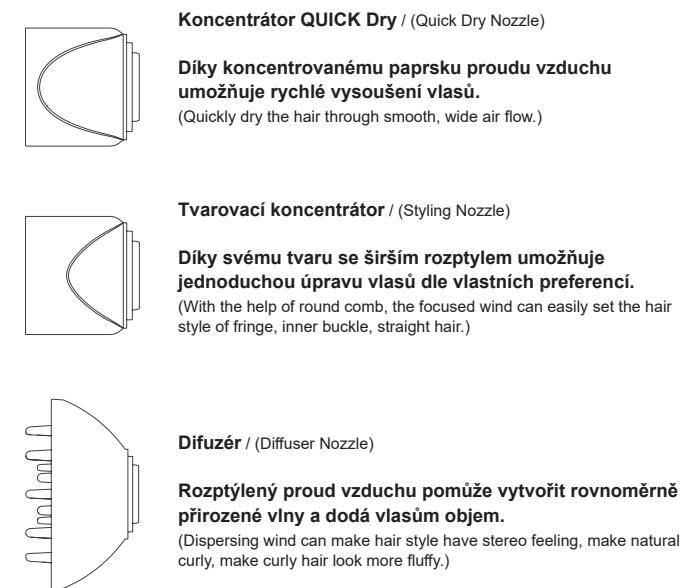 Koncentrátor QUICK Dry / (Quick Dry Nozzle)
Díky koncentrovanému paprsku proudu vzduchu
umožňuje rychlé vysoušení vlasů.
(Quickly dry the hair through smooth, wide air flow.)
Tvarovací koncentrátor / (Styling Nozzle)
Díky svému tvaru se širším rozptylem umožňuje
jednoduchou úpravu vlasů dle vlastních preferencí.
(With the help of round comb, the focused wind can easily set the hair
style of fringe, inner buckle, straight hair.)
Difuzér / (Diffuser Nozzle)
Rozptýlený proud vzduchu pomůže vytvořit rovnoměrně
přirozené vlny a dodá vlasům objem.
(Dispersing wind can make hair style have stereo feeling, make natural
curly, make curly hair look more fluffy.)